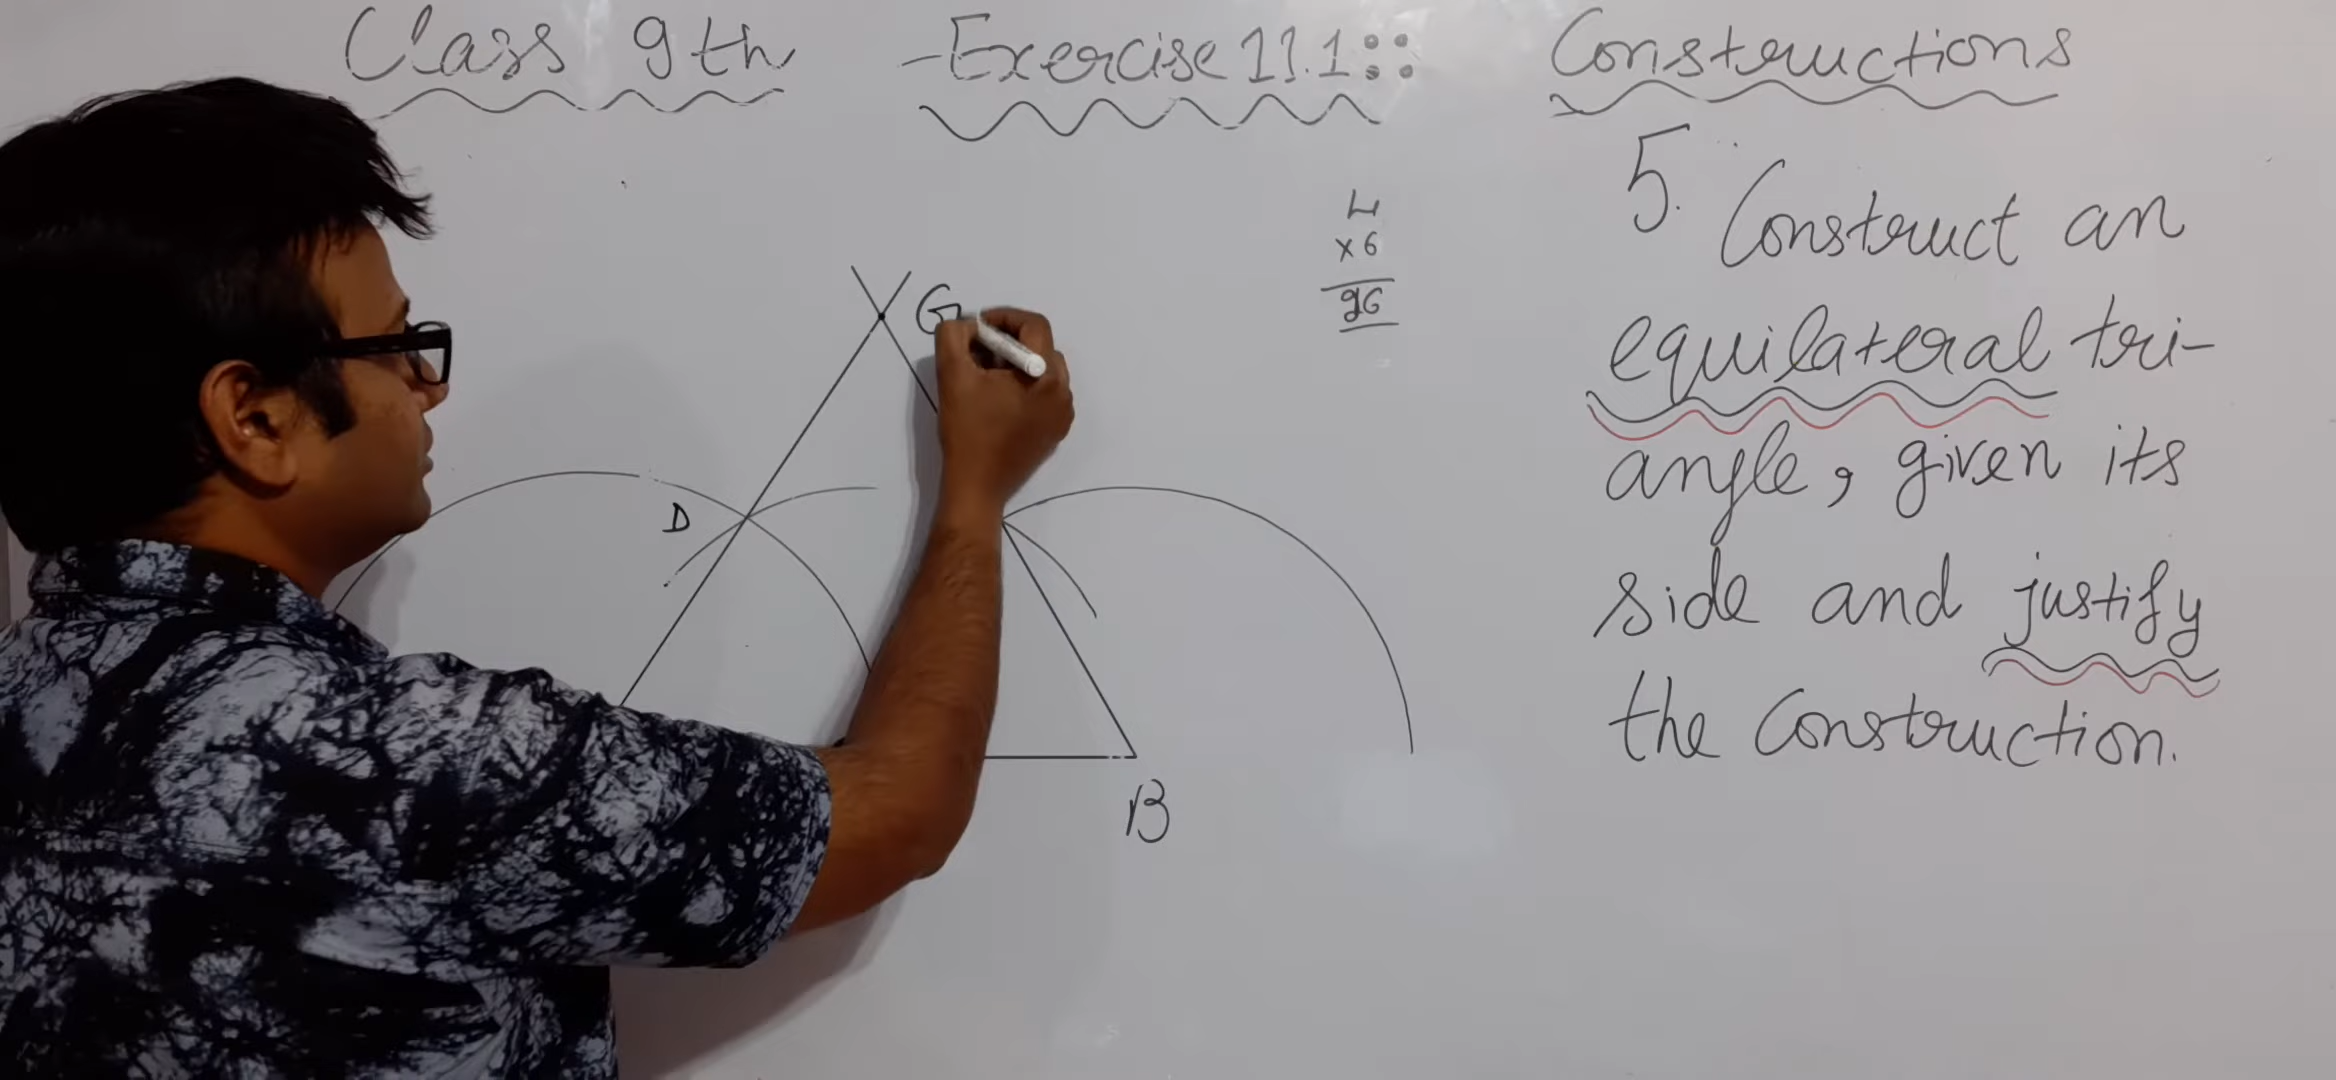 Class 9th - Exercise 11.1:: Constructions
5. Construct an
equilateral tri-
angle, given its
side and justify
the Construction.
×6
96
G
D
B